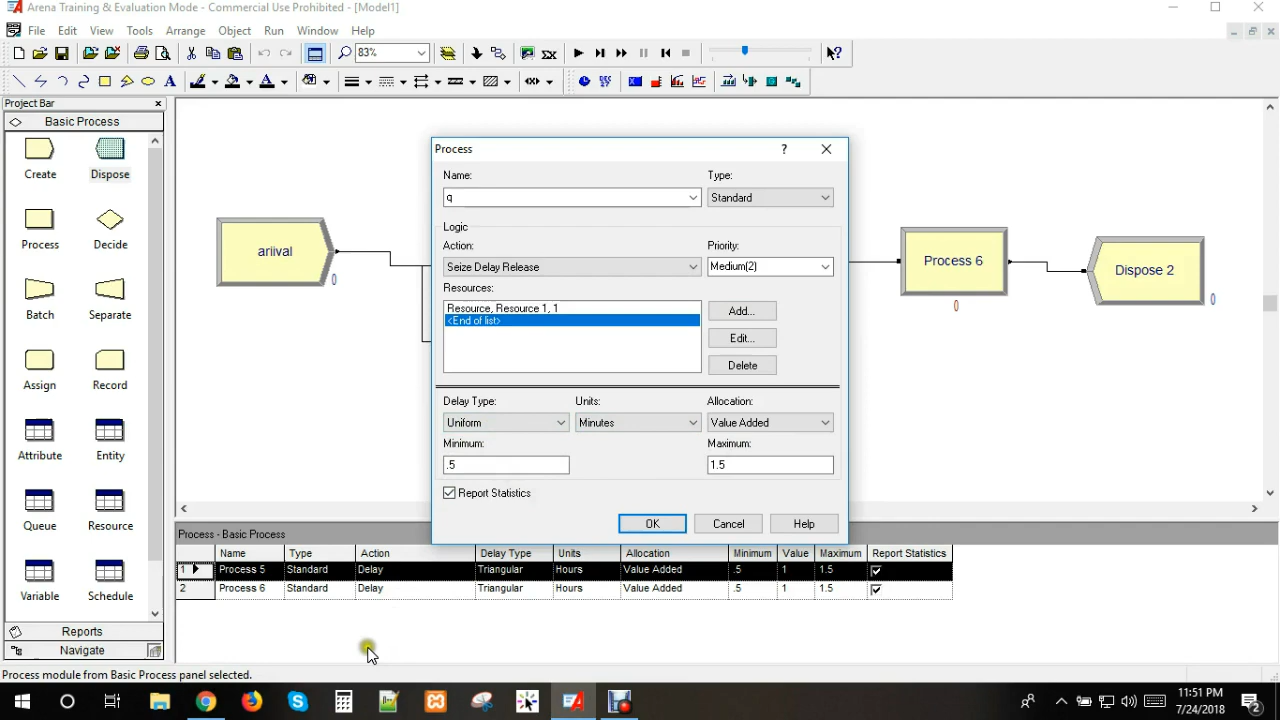 Arena Training & Evaluation Mode - Commercial Use Prohibited - [Model1]
File Edit View Tools Arrange Object Run Window Help
83%
Project Bar
Basic Process
Create Dispose
Process Decide
Batch Separate
Assign Record
Attribute Entity
Queue Resource
Variable Schedule
Reports
Navigate
ariival
0
Process 6
0
Dispose 2
0
Process
Name: Type:
q Standard
Logic
Action: Priority:
Seize Delay Release Medium(2)
Resources:
Resource, Resource 1, 1
<End of list>
Add...
Edit...
Delete
Delay Type: Units: Allocation:
Uniform Minutes Value Added
Minimum: Maximum:
.5 1.5
Report Statistics
OK Cancel Help
Process - Basic Process
Name Type Action Delay Type Units Allocation Minimum Value Maximum Report Statistics
1 Process 5 Standard Delay Triangular Hours Value Added .5 1 1.5
2 Process 6 Standard Delay Triangular Hours Value Added .5 1 1.5
Process module from Basic Process panel selected.
11:51 PM
7/24/2018
2